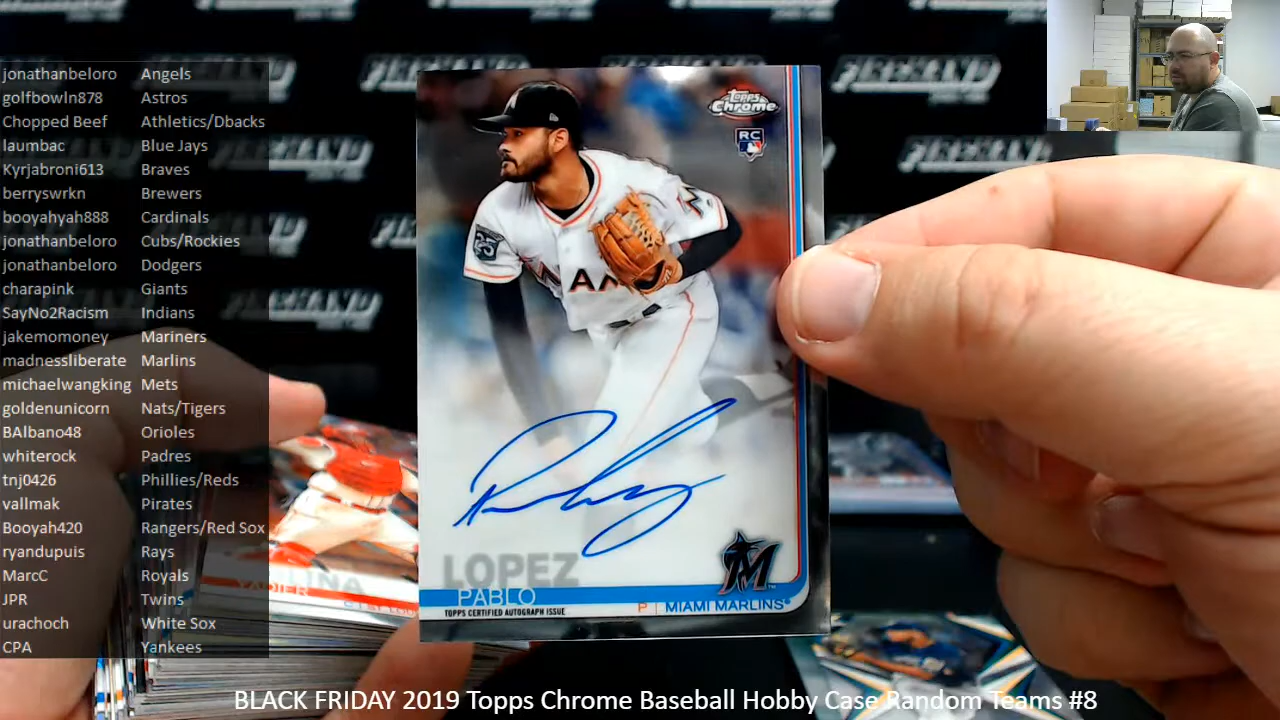 jonathanbeloro Angels
golfbowln878 Astros
Chopped Beef Athletics/Dbacks
laumbac Blue Jays
Kyrjabroni613 Braves
berryswrkn Brewers
booyahyah888 Cardinals
jonathanbeloro Cubs/Rockies
jonathanbeloro Dodgers
charapink Giants
SayNo2Racism Indians
jakemomoney Mariners
madnessliberate Marlins
michaelwangking Mets
goldenunicorn Nats/Tigers
BAlbano48 Orioles
whiterock Padres
tnj0426 Phillies/Reds
vallmak Pirates
Booyah420 Rangers/Red Sox
ryandupuis Rays
MarcC Royals
JPR Twins
urachoch White Sox
CPA Yankees
Topps Chrome
RC
LOPEZ
PABLO
TOPPS CERTIFIED AUTOGRAPH ISSUE
P | MIAMI MARLINS
YADIER
BLACK FRIDAY 2019 Topps Chrome Baseball Hobby Case Random Teams #8